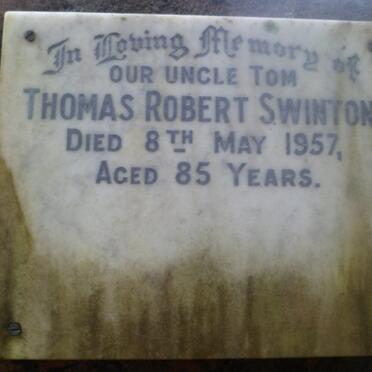 In Loving Memory of
OUR UNCLE TOM
THOMAS ROBERT SWINTON
DIED 8TH MAY 1957,
AGED 85 YEARS.